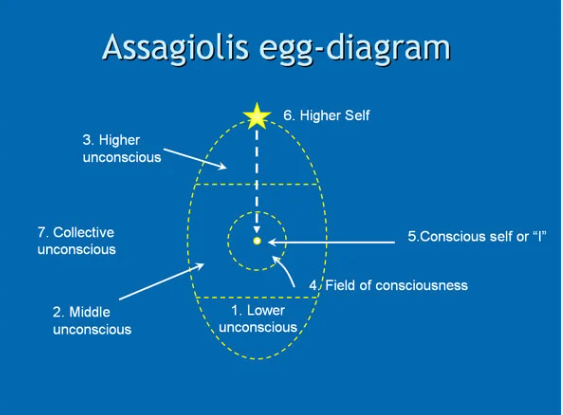 Assagiolis egg-diagram
6. Higher Self
3. Higher
unconscious
7. Collective
unconscious
5.Conscious self or “I”
4. Field of consciousness
2. Middle
unconscious
1. Lower
unconscious